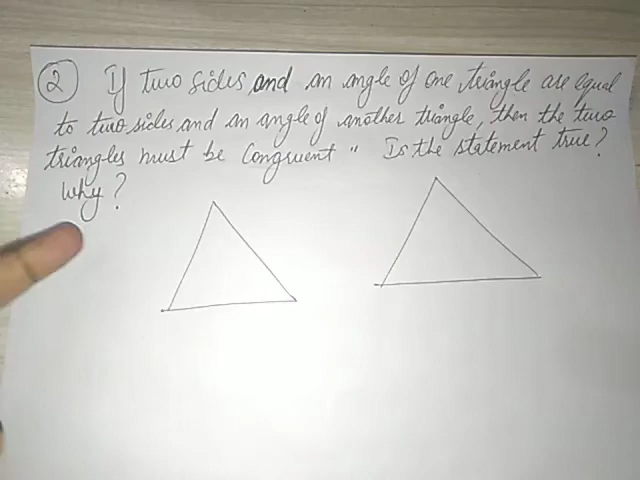 ② If two sides and an angle of one triangle are equal
to two sides and an angle of another triangle, then the two
triangles must be congruent " Is the statement true?
Why?